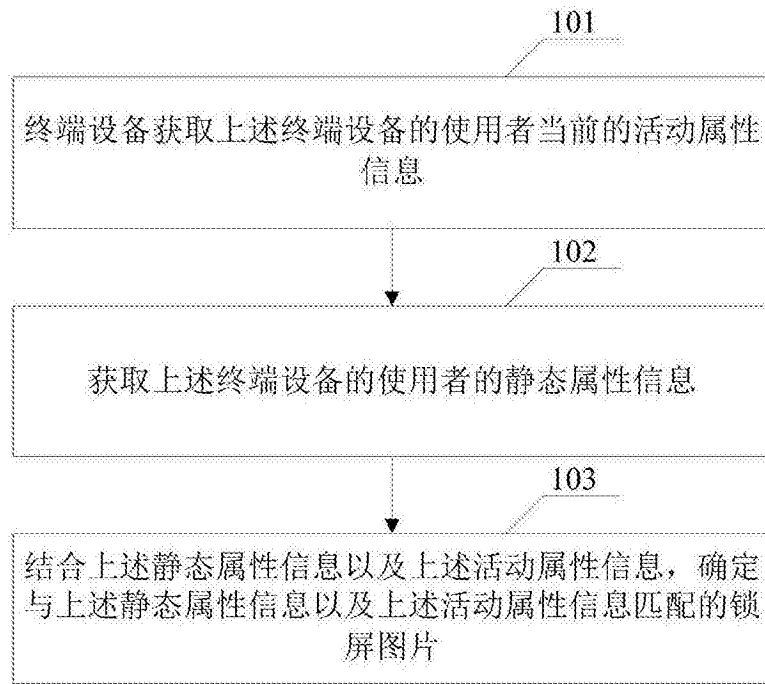 101
终端设备获取上述终端设备的使用者当前的活动属性
信息
102
获取上述终端设备的使用者的静态属性信息
103
结合上述静态属性信息以及上述活动属性信息，确定
与上述静态属性信息以及上述活动属性信息匹配的锁
屏图片